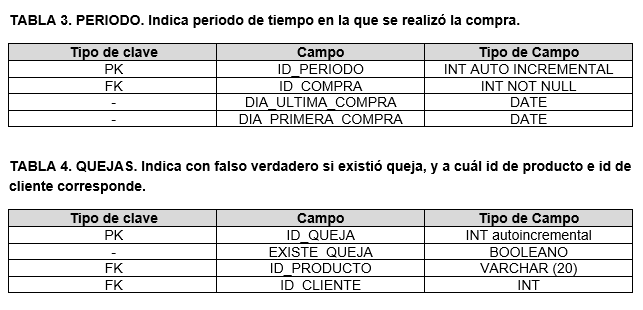 TABLA 3. PERIODO. Indica periodo de tiempo en la que se realizó la compra.
Tipo de clave Campo Tipo de Campo
PK ID_PERIODO INT AUTO INCREMENTAL
FK ID_COMPRA INT NOT NULL
- DIA_ULTIMA_COMPRA DATE
- DIA_PRIMERA_COMPRA DATE
TABLA 4. QUEJAS. Indica con falso verdadero si existió queja, y a cuál id de producto e id de
cliente corresponde.
Tipo de clave Campo Tipo de Campo
PK ID_QUEJA INT autoincremental
- EXISTE_QUEJA BOOLEANO
FK ID_PRODUCTO VARCHAR (20)
FK ID_CLIENTE INT